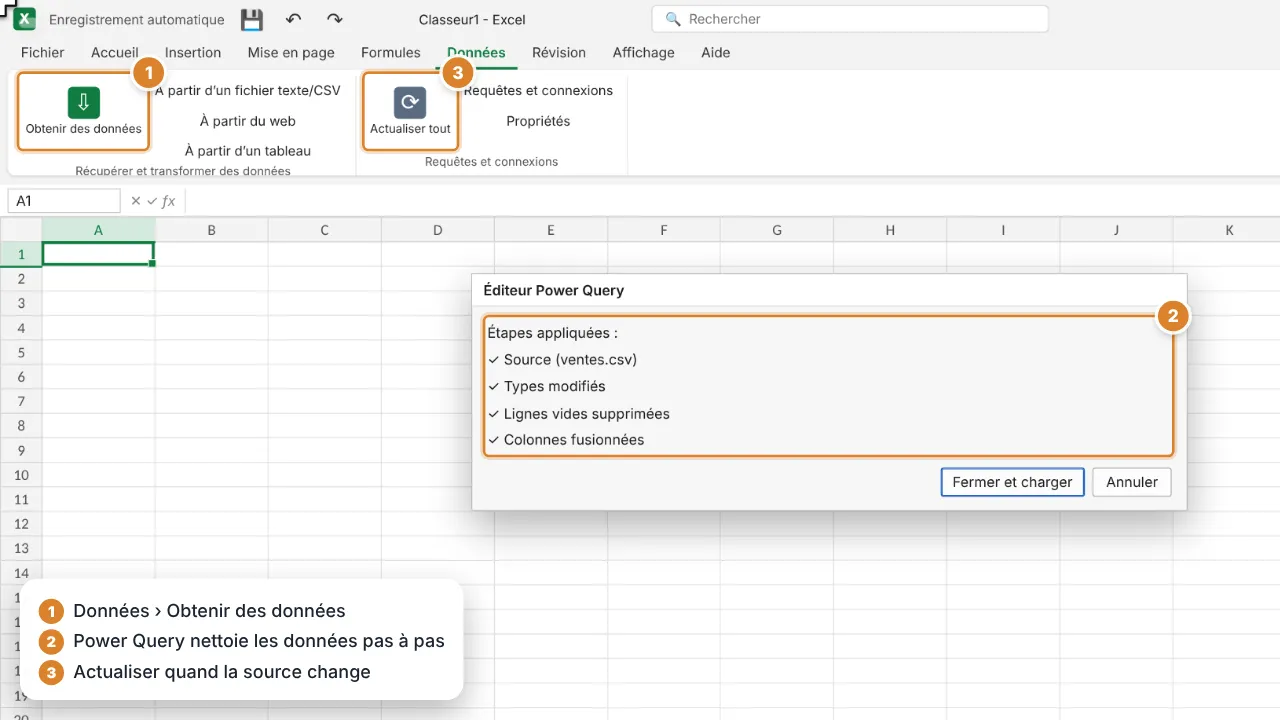 Enregistrement automatique
Classeur1 - Excel
Rechercher
Fichier
Accueil
Insertion
Mise en page
Formules
Données
Révision
Affichage
Aide
1
3
Obtenir des données
À partir d’un fichier texte/CSV
À partir du web
À partir d’un tableau
Récupérer et transformer des données
Actualiser tout
Requêtes et connexions
Propriétés
Requêtes et connexions
A1
fx
A B C D E F G H I J K
1
2
3
4
5
6
7
8
9
10
11
12
13
14
19
20
Éditeur Power Query
2
Étapes appliquées :
✓ Source (ventes.csv)
✓ Types modifiés
✓ Lignes vides supprimées
✓ Colonnes fusionnées
Fermer et charger
Annuler
1 Données › Obtenir des données
2 Power Query nettoie les données pas à pas
3 Actualiser quand la source change